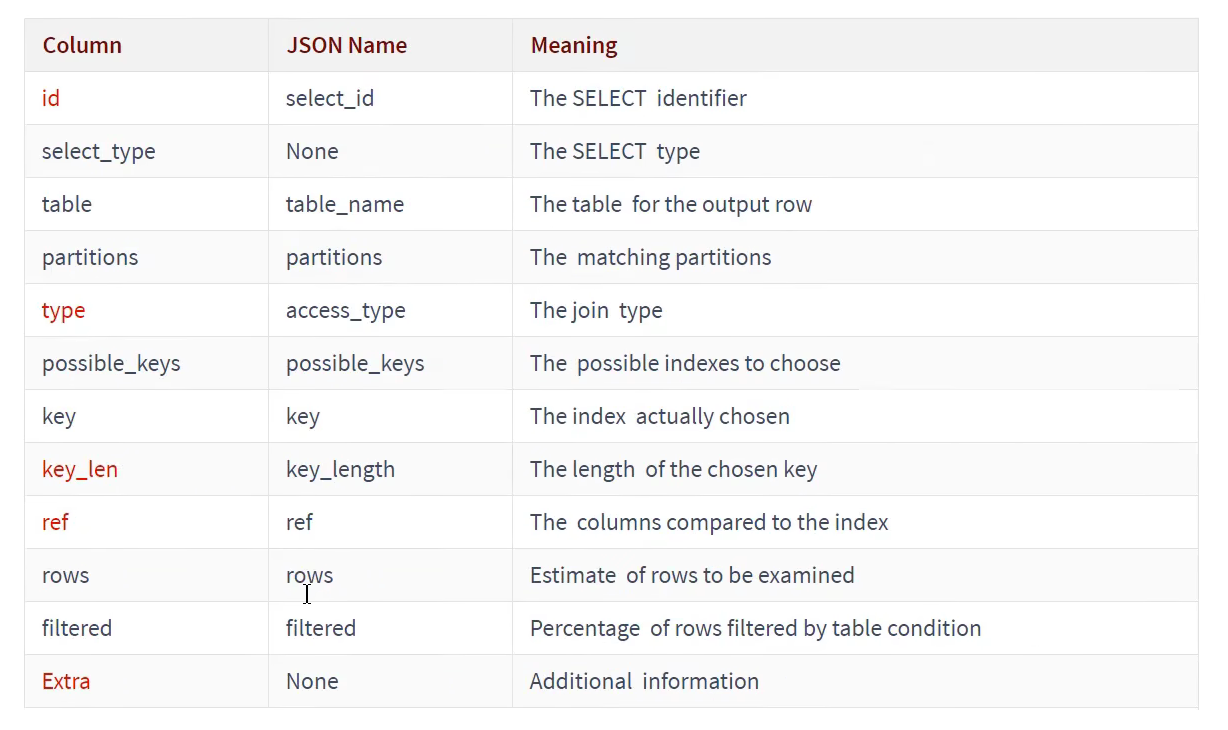 Column JSON Name Meaning
id select_id The SELECT identifier
select_type None The SELECT type
table table_name The table for the output row
partitions partitions The matching partitions
type access_type The join type
possible_keys possible_keys The possible indexes to choose
key key The index actually chosen
key_len key_length The length of the chosen key
ref ref The columns compared to the index
rows rows Estimate of rows to be examined
filtered filtered Percentage of rows filtered by table condition
Extra None Additional information